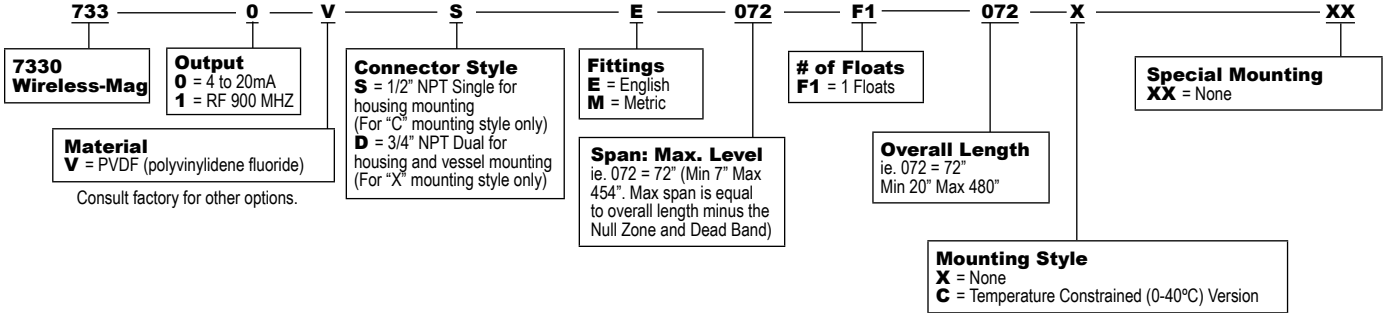 733 0 V S E 072 F1 072 X XX
7330
Wireless-Mag
Output
0 = 4 to 20mA
1 = RF 900 MHZ
Material
V = PVDF (polyvinylidene fluoride)
Consult factory for other options.
Connector Style
S = 1/2" NPT Single for
housing mounting
(For "C" mounting style only)
D = 3/4" NPT Dual for
housing and vessel mounting
(For "X" mounting style only)
Fittings
E = English
M = Metric
Span: Max. Level
ie. 072 = 72" (Min 7" Max
454". Max span is equal
to overall length minus the
Null Zone and Dead Band)
# of Floats
F1 = 1 Floats
Overall Length
ie. 072 = 72"
Min 20" Max 480"
Mounting Style
X = None
C = Temperature Constrained (0-40ºC) Version
Special Mounting
XX = None